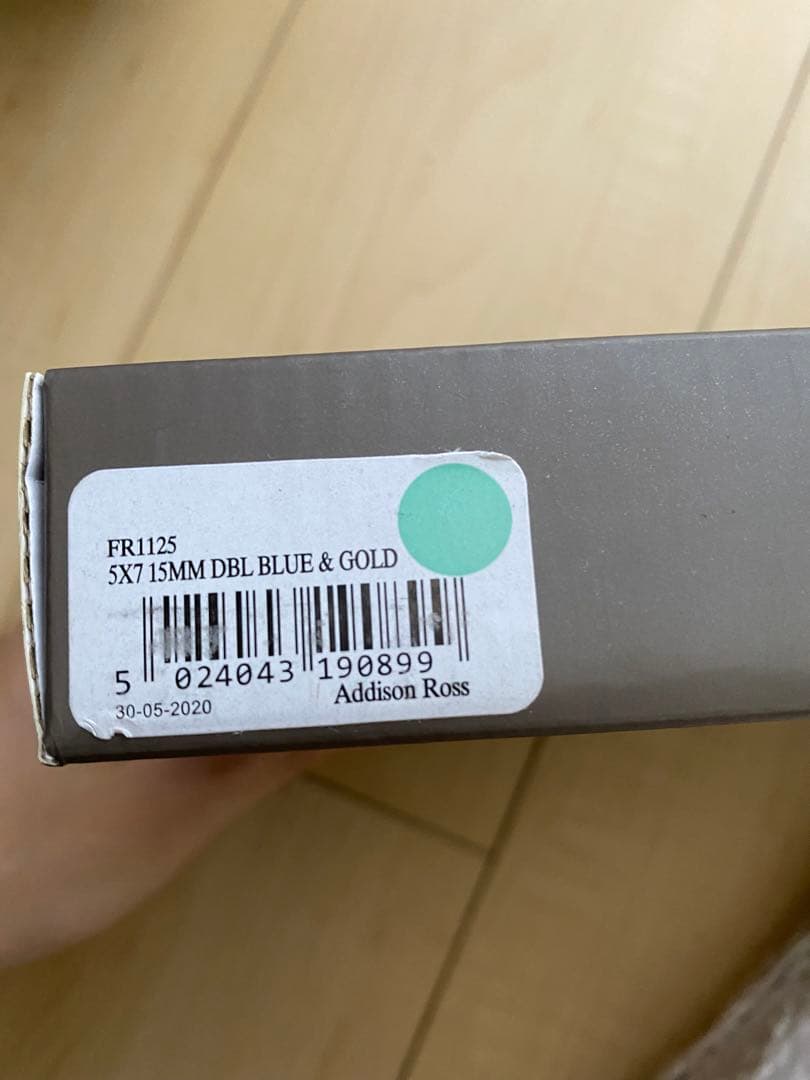 FR1125
5X7 15MM DBL BLUE & GOLD
5 024043 190899
Addison Ross
30-05-2020